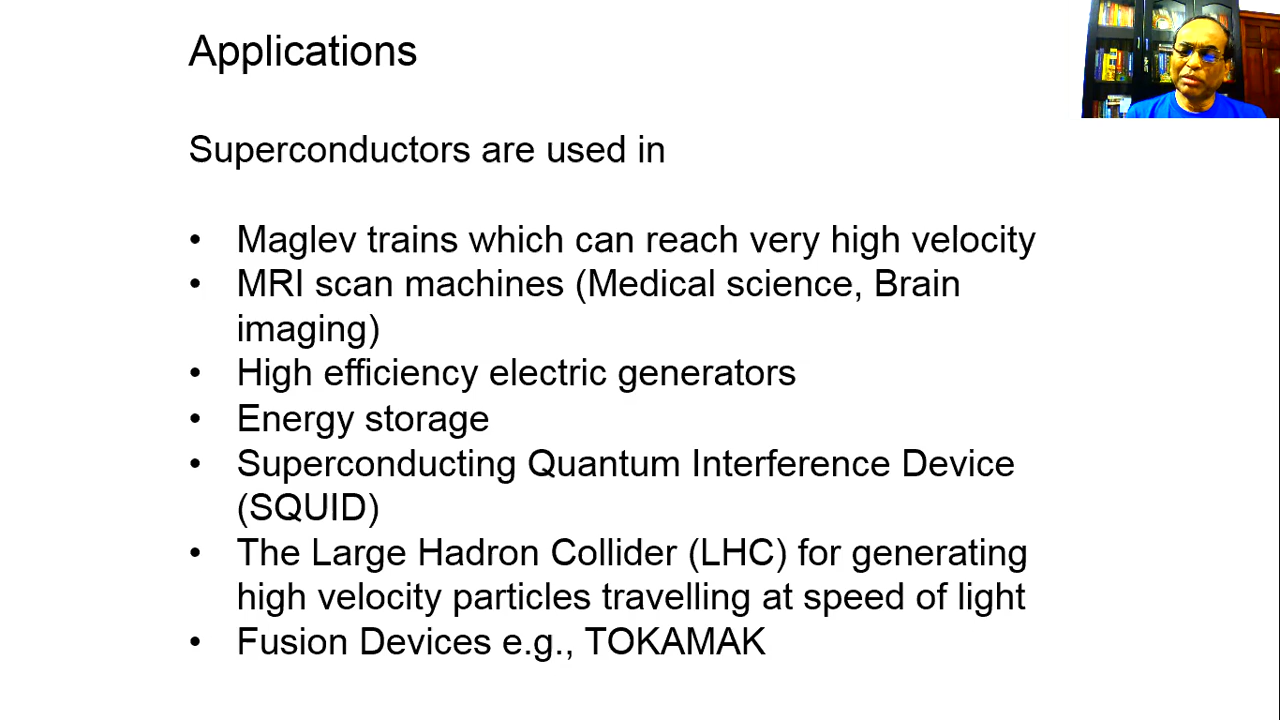 Applications
Superconductors are used in
• Maglev trains which can reach very high velocity
• MRI scan machines (Medical science, Brain
imaging)
• High efficiency electric generators
• Energy storage
• Superconducting Quantum Interference Device
(SQUID)
• The Large Hadron Collider (LHC) for generating
high velocity particles travelling at speed of light
• Fusion Devices e.g., TOKAMAK